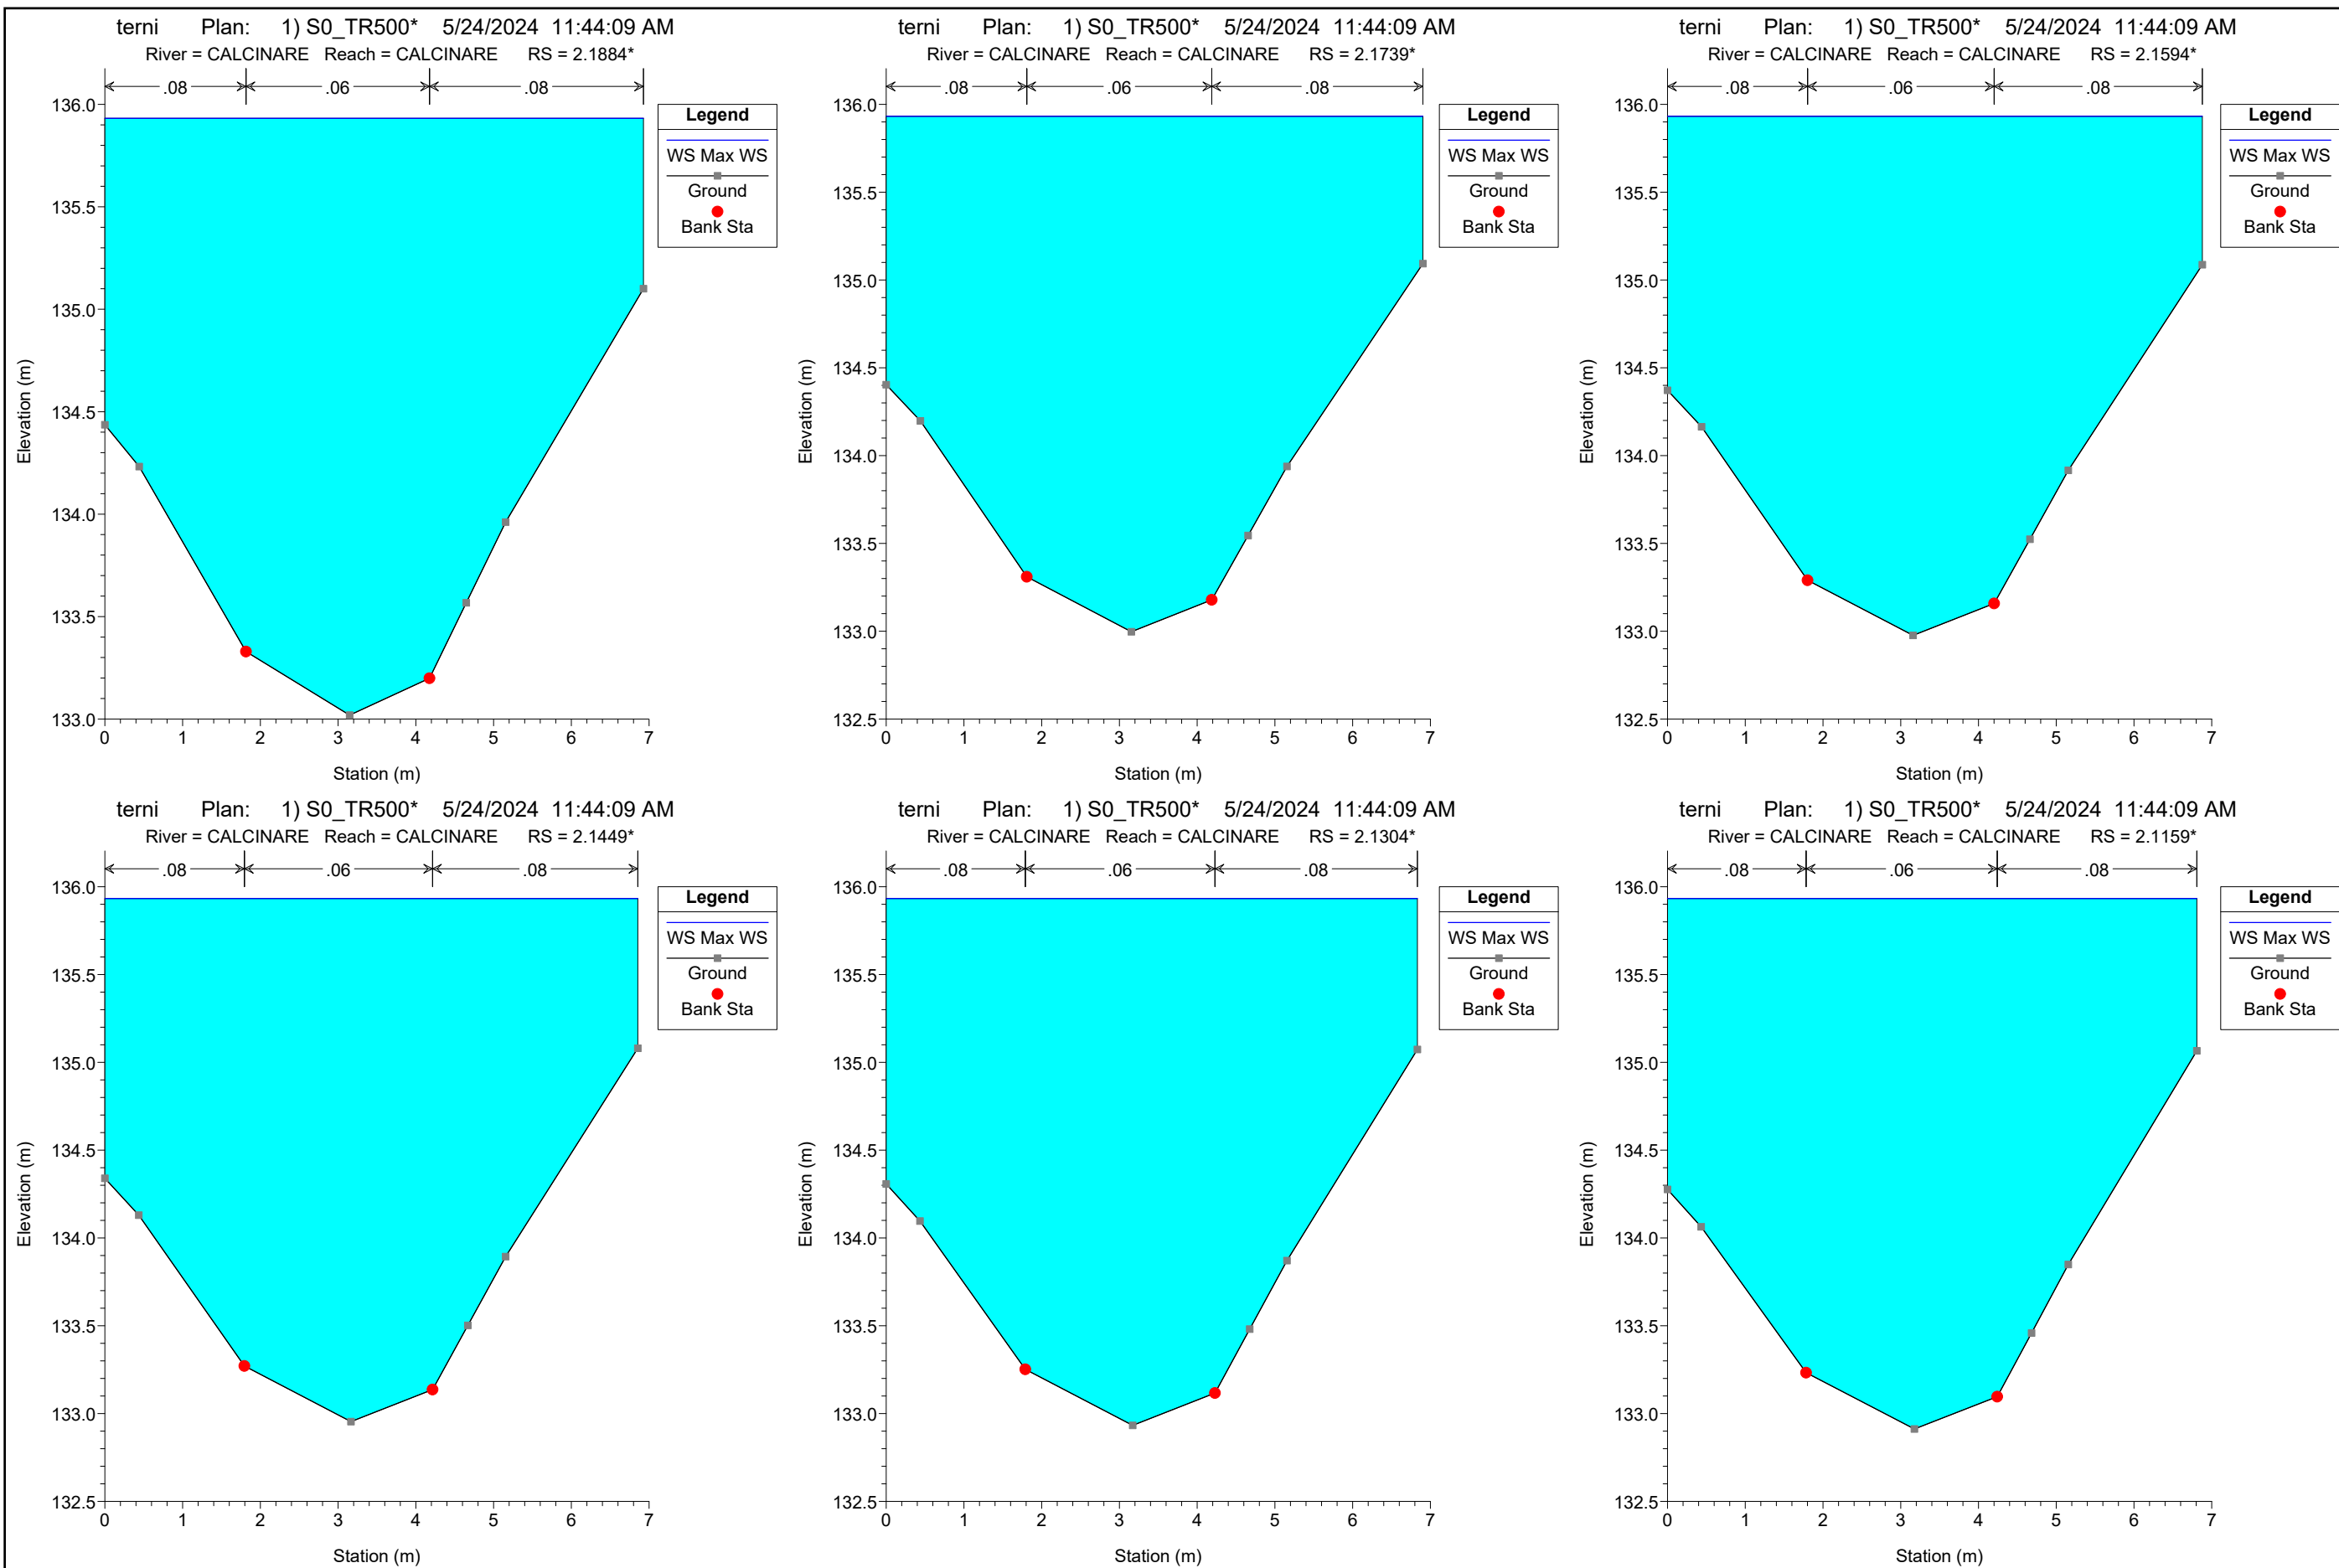 terni Plan: 1) S0_TR500* 5/24/2024 11:44:09 AM
River = CALCINARE Reach = CALCINARE RS = 2.1884*
.08 .06 .08
136.0
135.5
135.0
134.5
134.0
133.5
133.0
Elevation (m)
0 1 2 3 4 5 6 7
Station (m)
Legend
WS Max WS
Ground
Bank Sta
terni Plan: 1) S0_TR500* 5/24/2024 11:44:09 AM
River = CALCINARE Reach = CALCINARE RS = 2.1739*
.08 .06 .08
136.0
135.5
135.0
134.5
134.0
133.5
133.0
132.5
Elevation (m)
0 1 2 3 4 5 6 7
Station (m)
Legend
WS Max WS
Ground
Bank Sta
terni Plan: 1) S0_TR500* 5/24/2024 11:44:09 AM
River = CALCINARE Reach = CALCINARE RS = 2.1594*
.08 .06 .08
136.0
135.5
135.0
134.5
134.0
133.5
133.0
132.5
Elevation (m)
0 1 2 3 4 5 6 7
Station (m)
Legend
WS Max WS
Ground
Bank Sta
terni Plan: 1) S0_TR500* 5/24/2024 11:44:09 AM
River = CALCINARE Reach = CALCINARE RS = 2.1449*
.08 .06 .08
136.0
135.5
135.0
134.5
134.0
133.5
133.0
132.5
Elevation (m)
0 1 2 3 4 5 6 7
Station (m)
Legend
WS Max WS
Ground
Bank Sta
terni Plan: 1) S0_TR500* 5/24/2024 11:44:09 AM
River = CALCINARE Reach = CALCINARE RS = 2.1304*
.08 .06 .08
136.0
135.5
135.0
134.5
134.0
133.5
133.0
132.5
Elevation (m)
0 1 2 3 4 5 6 7
Station (m)
Legend
WS Max WS
Ground
Bank Sta
terni Plan: 1) S0_TR500* 5/24/2024 11:44:09 AM
River = CALCINARE Reach = CALCINARE RS = 2.1159*
.08 .06 .08
136.0
135.5
135.0
134.5
134.0
133.5
133.0
132.5
Elevation (m)
0 1 2 3 4 5 6 7
Station (m)
Legend
WS Max WS
Ground
Bank Sta